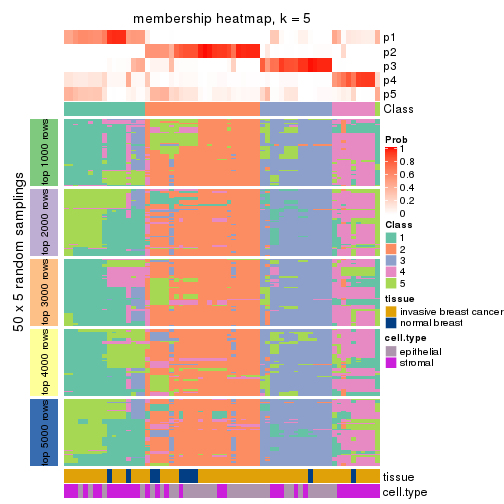 membership heatmap, k = 5
p1
p2
p3
p4
p5
Class
50 x 5 random samplings
top 1000 rows
top 2000 rows
top 3000 rows
top 4000 rows
top 5000 rows
Prob
1
0.8
0.6
0.4
0.2
0
Class
1
2
3
4
5
tissue
invasive breast cancer
normal breast
cell.type
epithelial
stromal
tissue
cell.type